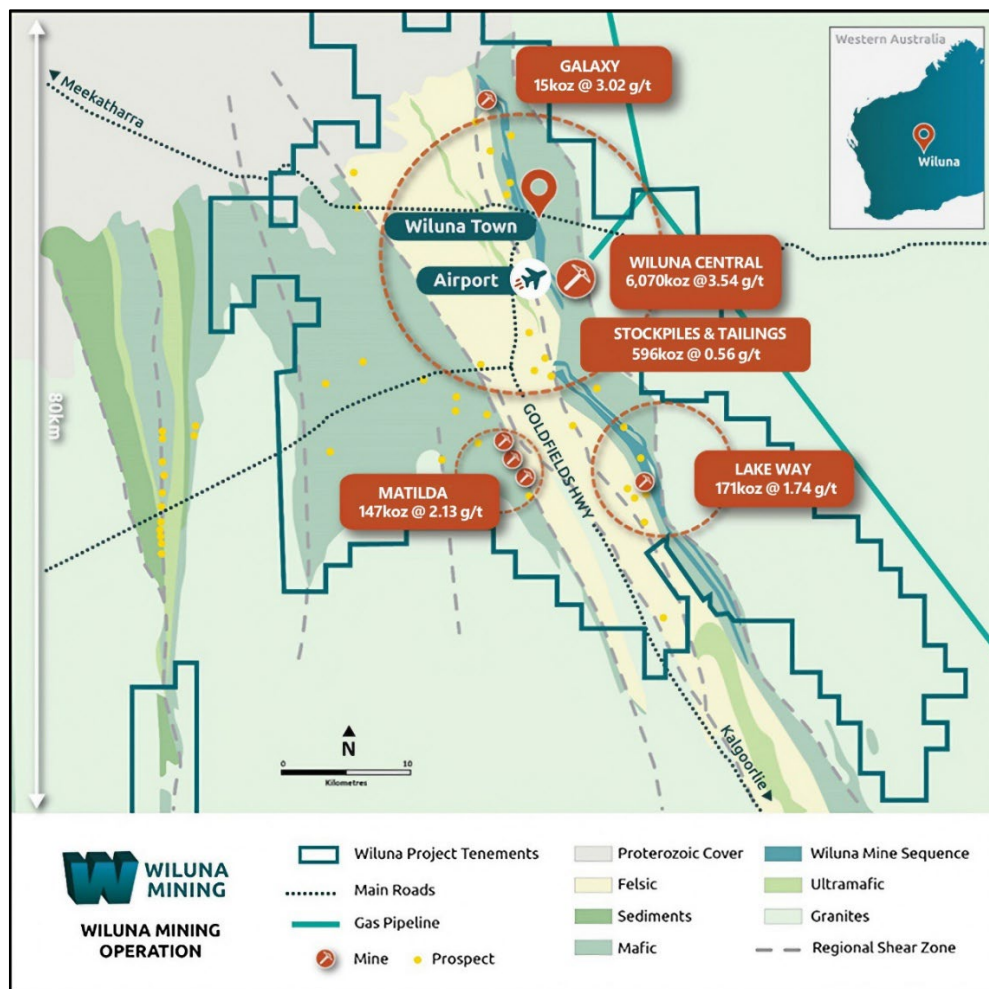 Western Australia
Wiluna
GALAXY
15koz @ 3.02 g/t
Meekatharra
Wiluna Town
Airport
WILUNA CENTRAL
6,070koz @3.54 g/t
STOCKPILES & TAILINGS
596koz @ 0.56 g/t
80km
GOLDFIELDS HWY
MATILDA
147koz @ 2.13 g/t
LAKE WAY
171koz @ 1.74 g/t
N
0 10
Kilometres
Kalgoorlie
WILUNA
MINING
WILUNA MINING
OPERATION
Wiluna Project Tenements
Main Roads
Gas Pipeline
Mine
Prospect
Proterozoic Cover
Felsic
Sediments
Mafic
Wiluna Mine Sequence
Ultramafic
Granites
Regional Shear Zone